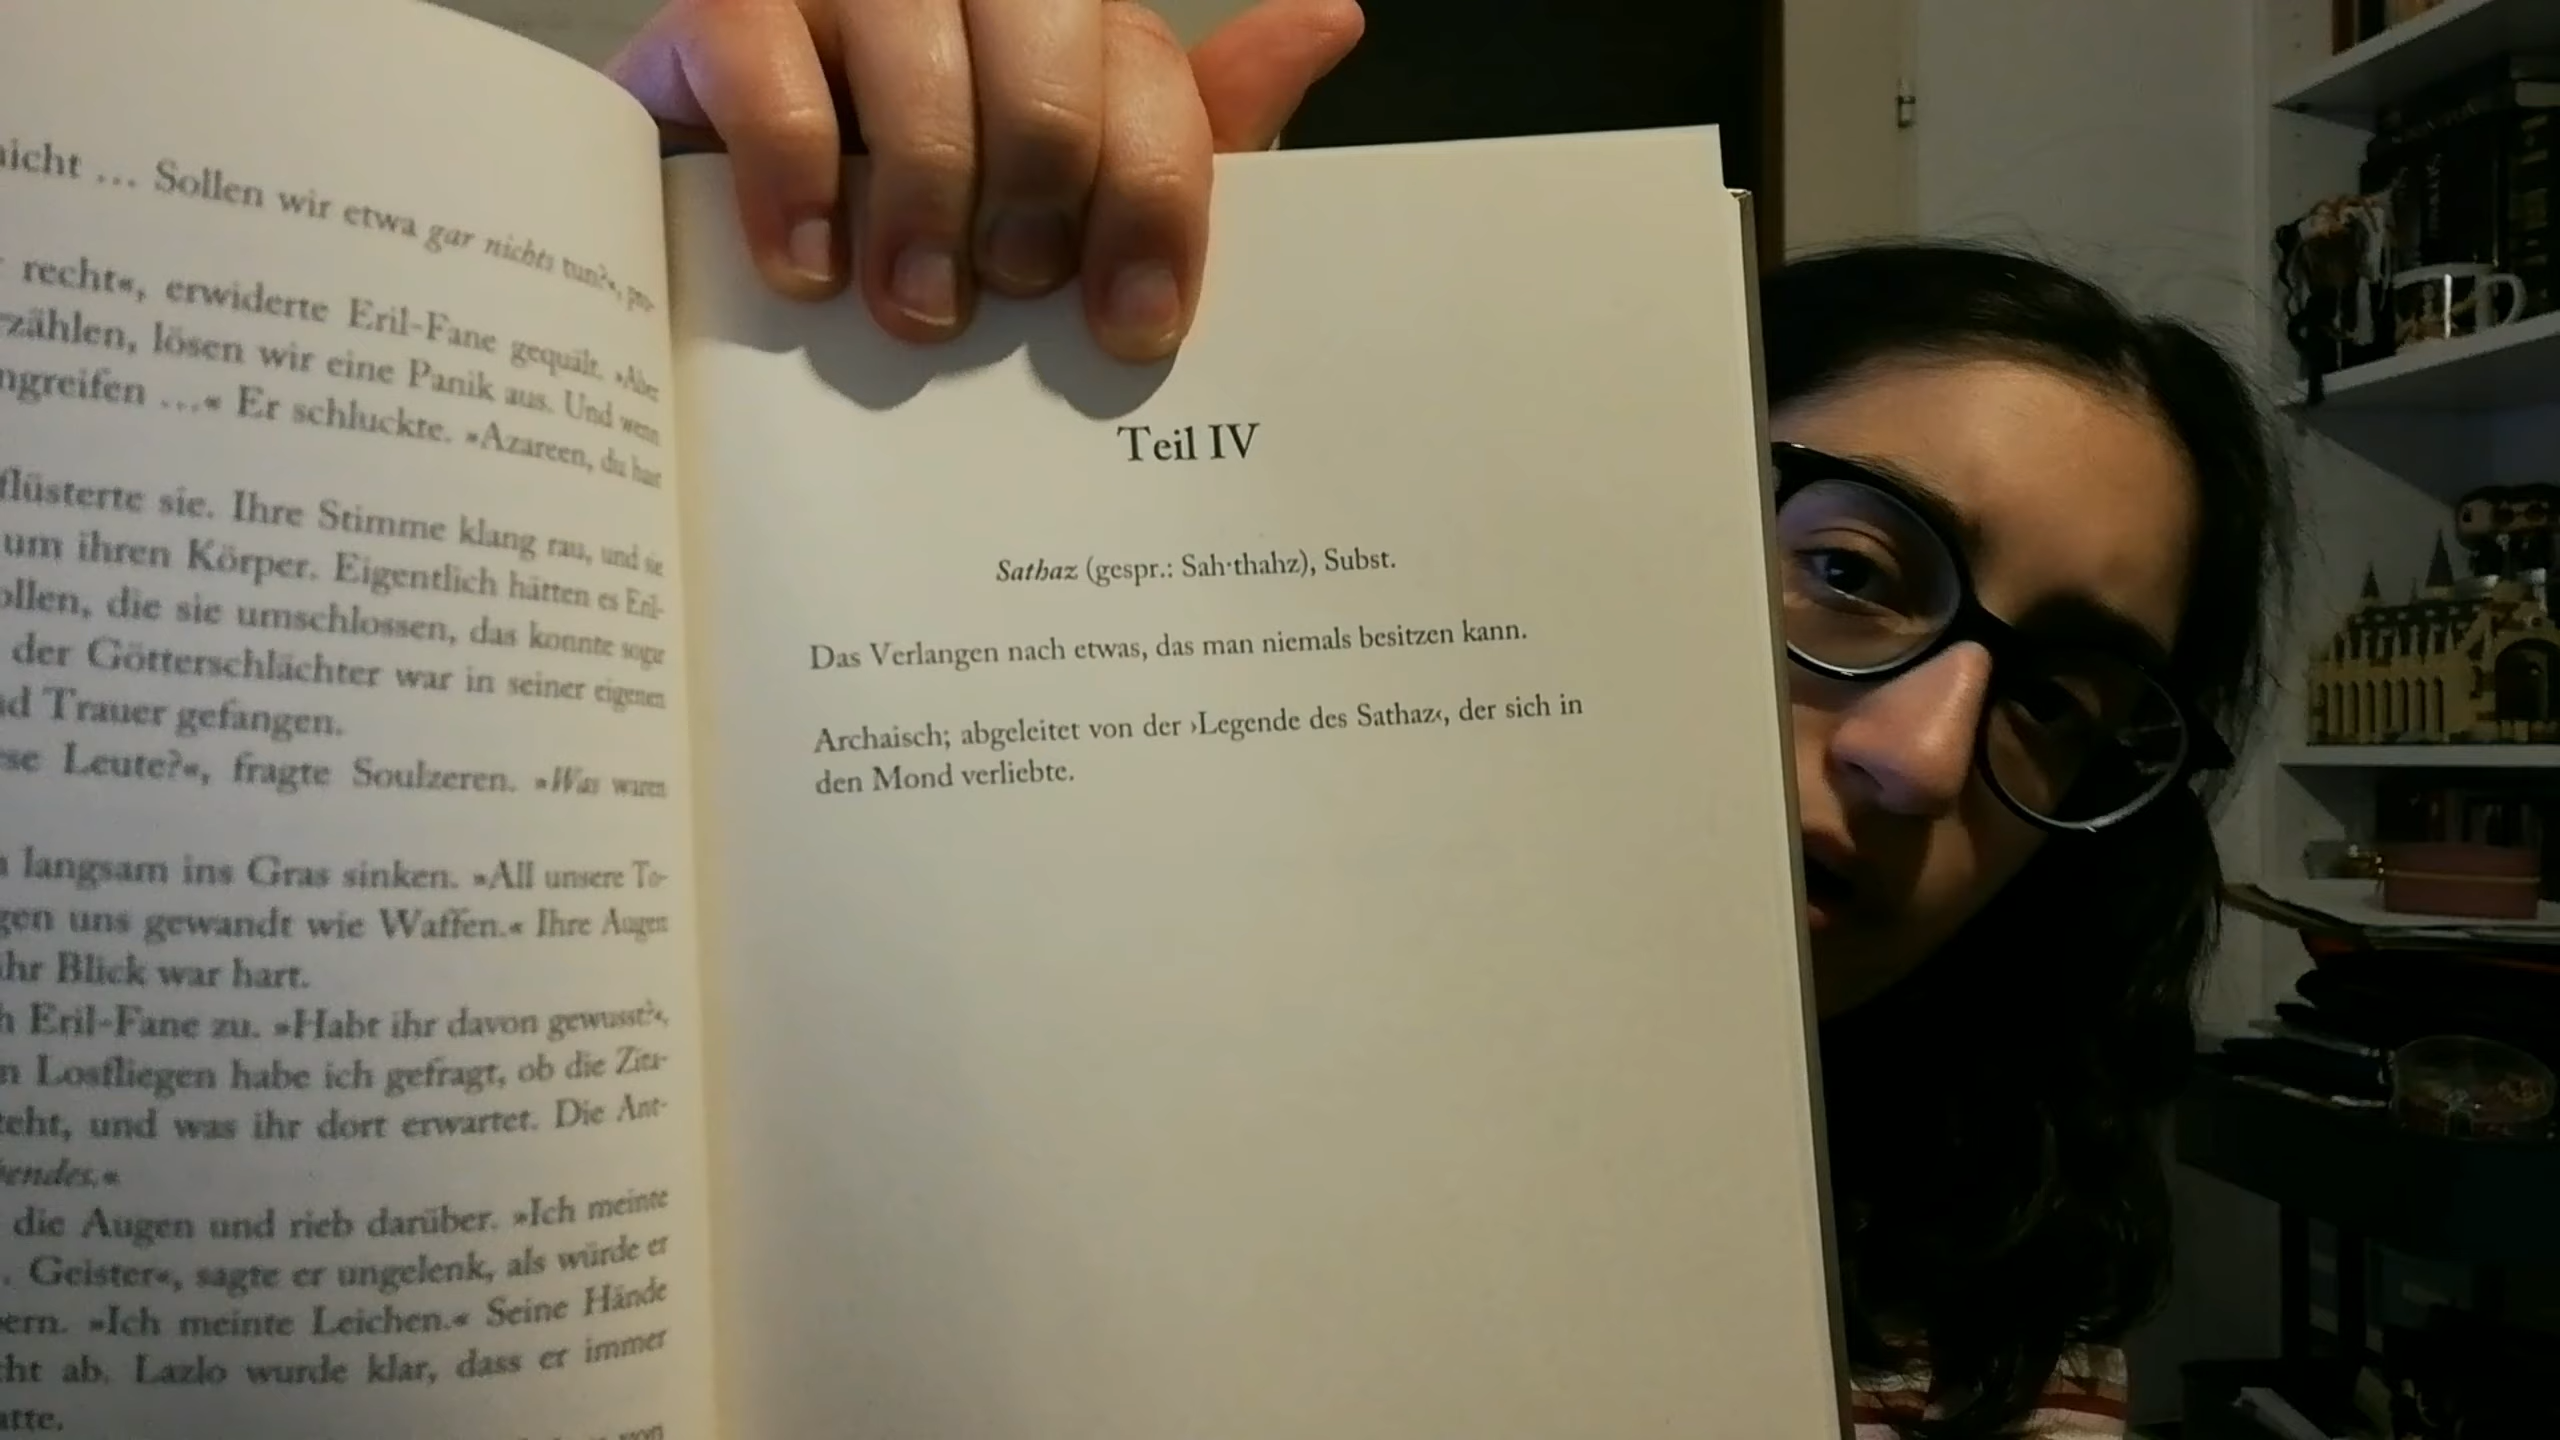 nicht ... Sollen wir etwa gar nichts tun?«, pro-
recht«, erwiderte Eril-Fane gequält. »Aber
rzählen, lösen wir eine Panik aus. Und wenn
ngreifen ...« Er schluckte. »Azareen, du hast
flüsterte sie. Ihre Stimme klang rau, und sie
um ihren Körper. Eigentlich hätten es Eril-
ollen, die sie umschlossen, das konnte sogar
der Götterschlächter war in seiner eigenen
nd Trauer gefangen.
ese Leute?«, fragte Soulzeren. »Was waren
langsam ins Gras sinken. »All unsere To-
gen uns gewandt wie Waffen.« Ihre Augen
Ihr Blick war hart.
h Eril-Fane zu. »Habt ihr davon gewusst?«,
m Losfliegen habe ich gefragt, ob die Zita-
teht, und was ihr dort erwartet. Die Ant-
bendes.«
die Augen und rieb darüber. »Ich meinte
. Geister«, sagte er ungelenk, als würde er
ern. »Ich meinte Leichen.« Seine Hände
cht ab. Lazlo wurde klar, dass er immer
atte.
von
Teil IV
Sathaz (gespr.: Sah·thahz), Subst.
Das Verlangen nach etwas, das man niemals besitzen kann.
Archaisch; abgeleitet von der ›Legende des Sathaz‹, der sich in
den Mond verliebte.